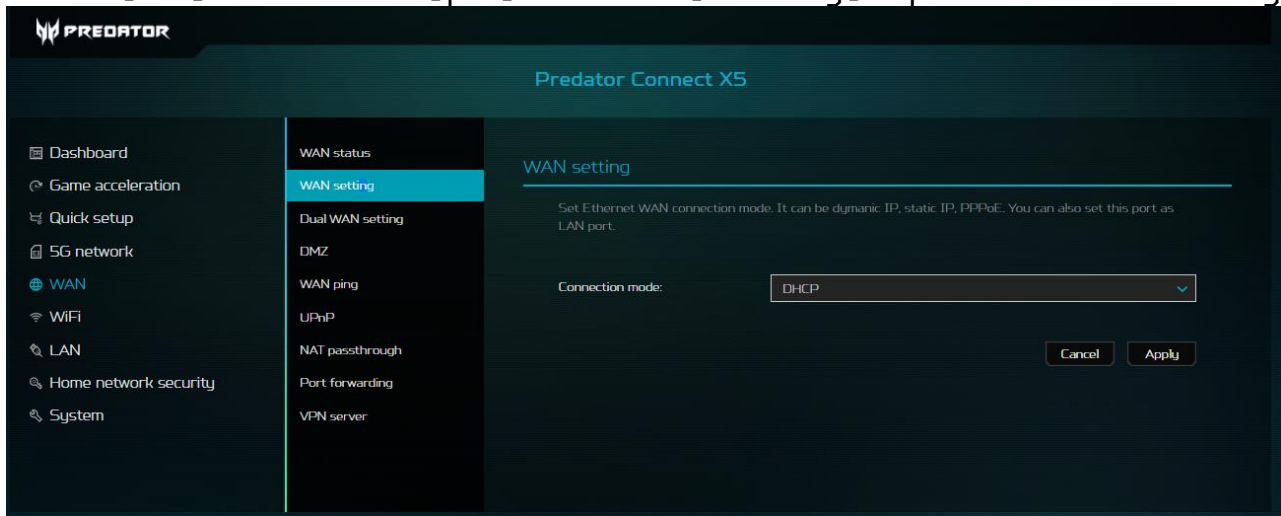 PREDATOR
Predator Connect X5
Dashboard
Game acceleration
Quick setup
5G network
WAN
WiFi
LAN
Home network security
System
WAN status
WAN setting
Dual WAN setting
DMZ
WAN ping
UPnP
NAT passthrough
Port forwarding
VPN server
WAN setting
Set Ethernet WAN connection mode. It can be dymanic IP, static IP, PPPoE. You can also set this port as
LAN port.
Connection mode:
DHCP
Cancel
Apply